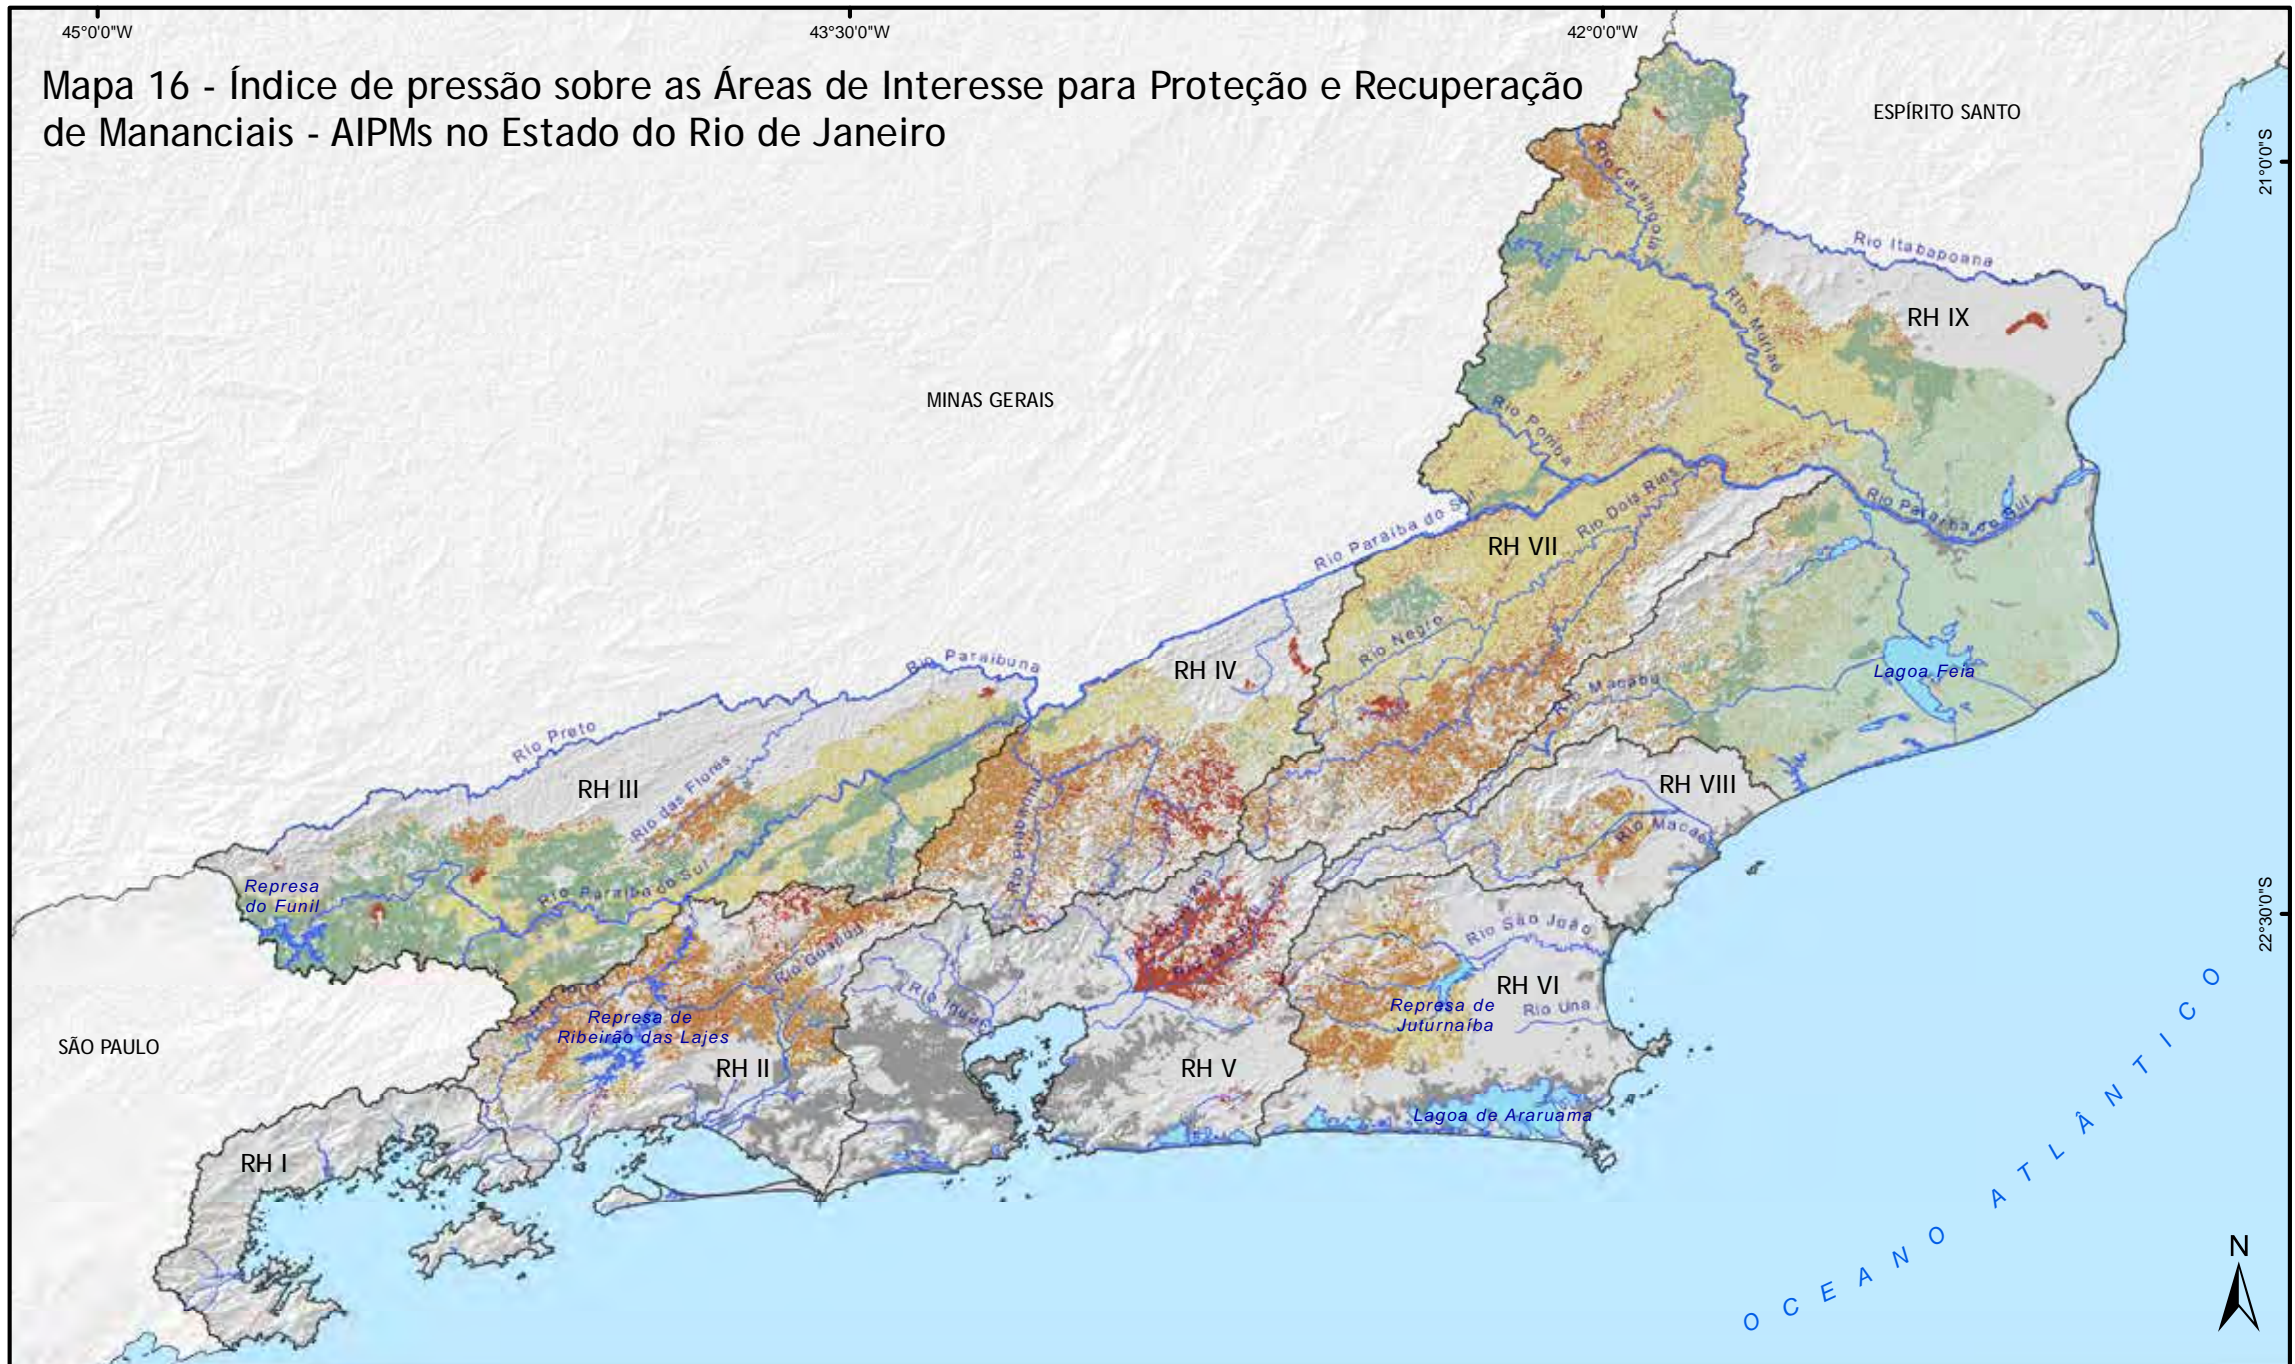 45°0'0"W
43°30'0"W
42°0'0"W
Mapa 16 - Índice de pressão sobre as Áreas de Interesse para Proteção e Recuperação
de Mananciais - AIPMs no Estado do Rio de Janeiro
ESPÍRITO SANTO
21°0'0"S
Rio Carangola
Rio Itabapoana
RH IX
Rio Muriaé
MINAS GERAIS
Rio Pomba
Rio Paraíba do Sul
Rio Dois Rios
Rio Paraíba do Sul
RH VII
Rio Negro
RH IV
Rio Paraibuna
Lagoa Feia
Rio Macabu
Rio Preto
RH III
Rio das Flores
RH VIII
Rio Macaé
Rio Piabanha
Rio Paraíba do Sul
Represa
do Funil
22°30'0"S
Rio São João
Rio Guandu
RH VI
Rio Una
Represa de
Juturnaíba
Rio Iguaçu
Represa de
Ribeirão das Lajes
SÃO PAULO
RH II
RH V
Lagoa de Araruama
RH I
OCEANO ATLÂNTICO
N